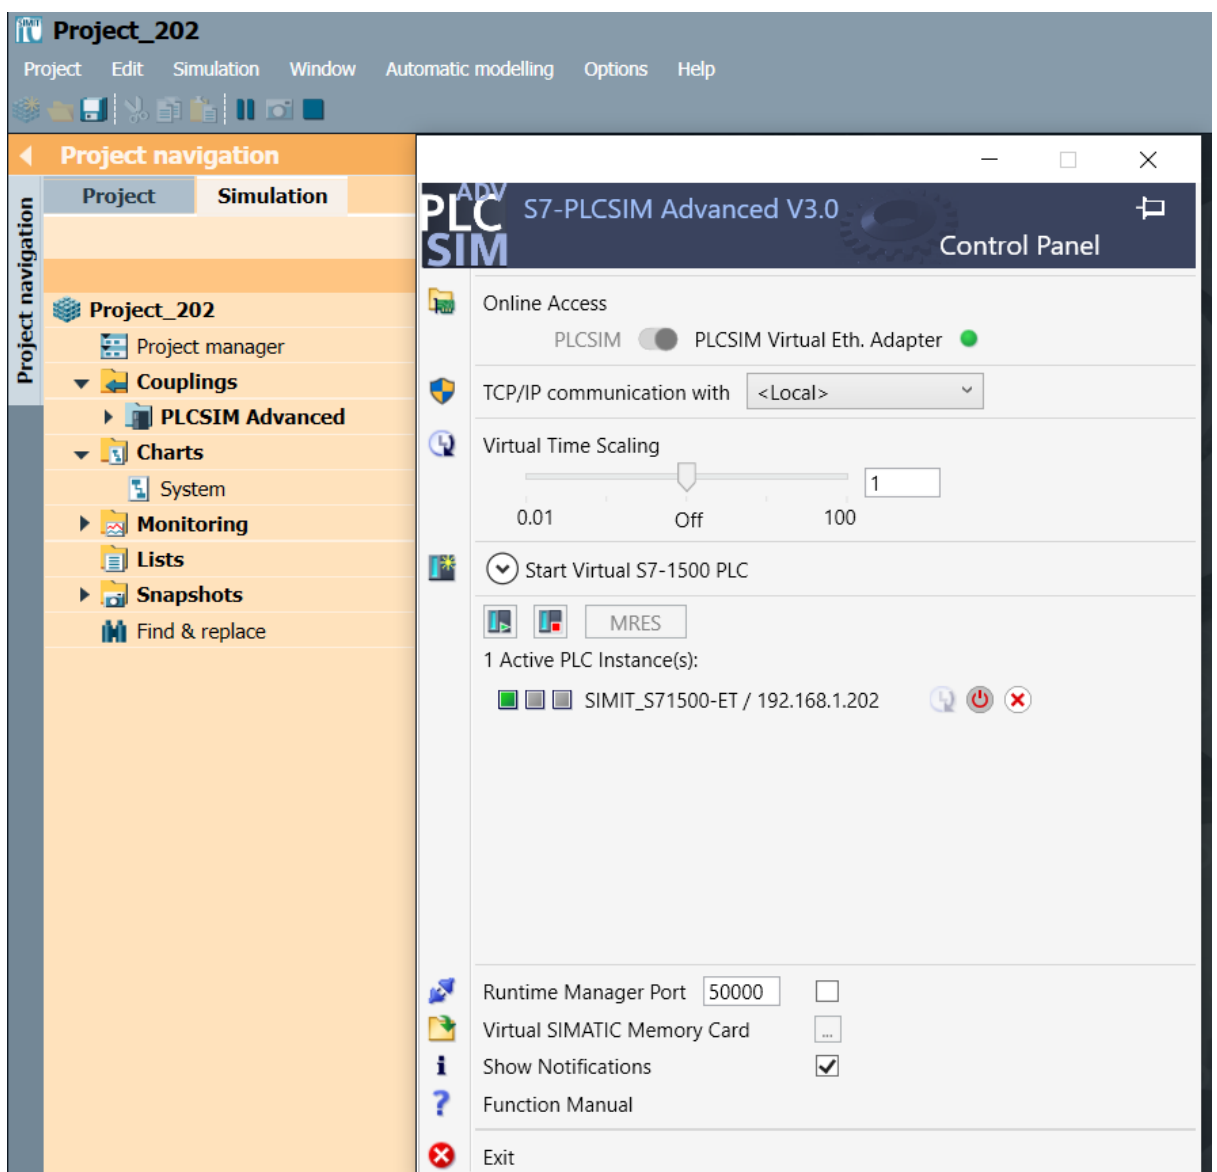 SIMIT
Project_202
Project Edit Simulation Window Automatic modelling Options Help
Project navigation
Project Simulation
Project navigation
Project_202
Project manager
Couplings
PLCSIM Advanced
Charts
System
Monitoring
Lists
Snapshots
Find & replace
ADV
PLC
SIM
S7-PLCSIM Advanced V3.0
Control Panel
Online Access
PLCSIM PLCSIM Virtual Eth. Adapter
TCP/IP communication with <Local>
Virtual Time Scaling
1
0.01 Off 100
Start Virtual S7-1500 PLC
MRES
1 Active PLC Instance(s):
SIMIT_S71500-ET / 192.168.1.202
Runtime Manager Port 50000
Virtual SIMATIC Memory Card ...
Show Notifications
Function Manual
Exit